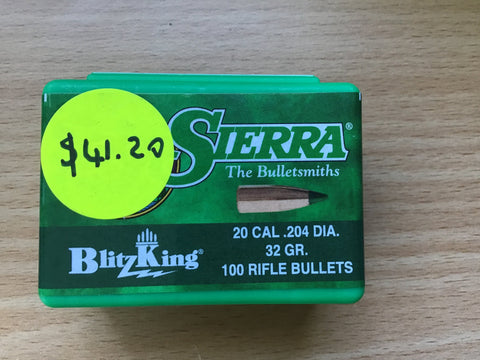 $41.20
SIERRA®
The Bulletsmiths
20 CAL .204 DIA.
32 GR.
100 RIFLE BULLETS
BlitzKing®